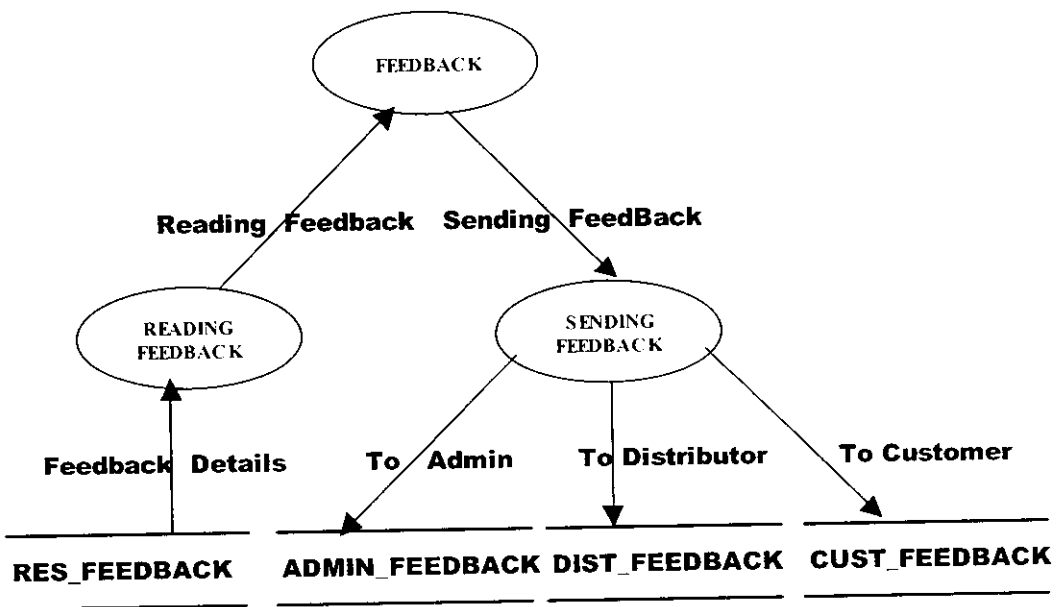 FEEDBACK
Reading Feedback
Sending FeedBack
READING
FEEDBACK
SENDING
FEEDBACK
Feedback Details
To Admin
To Distributor
To Customer
RES_FEEDBACK
ADMIN_FEEDBACK
DIST_FEEDBACK
CUST_FEEDBACK